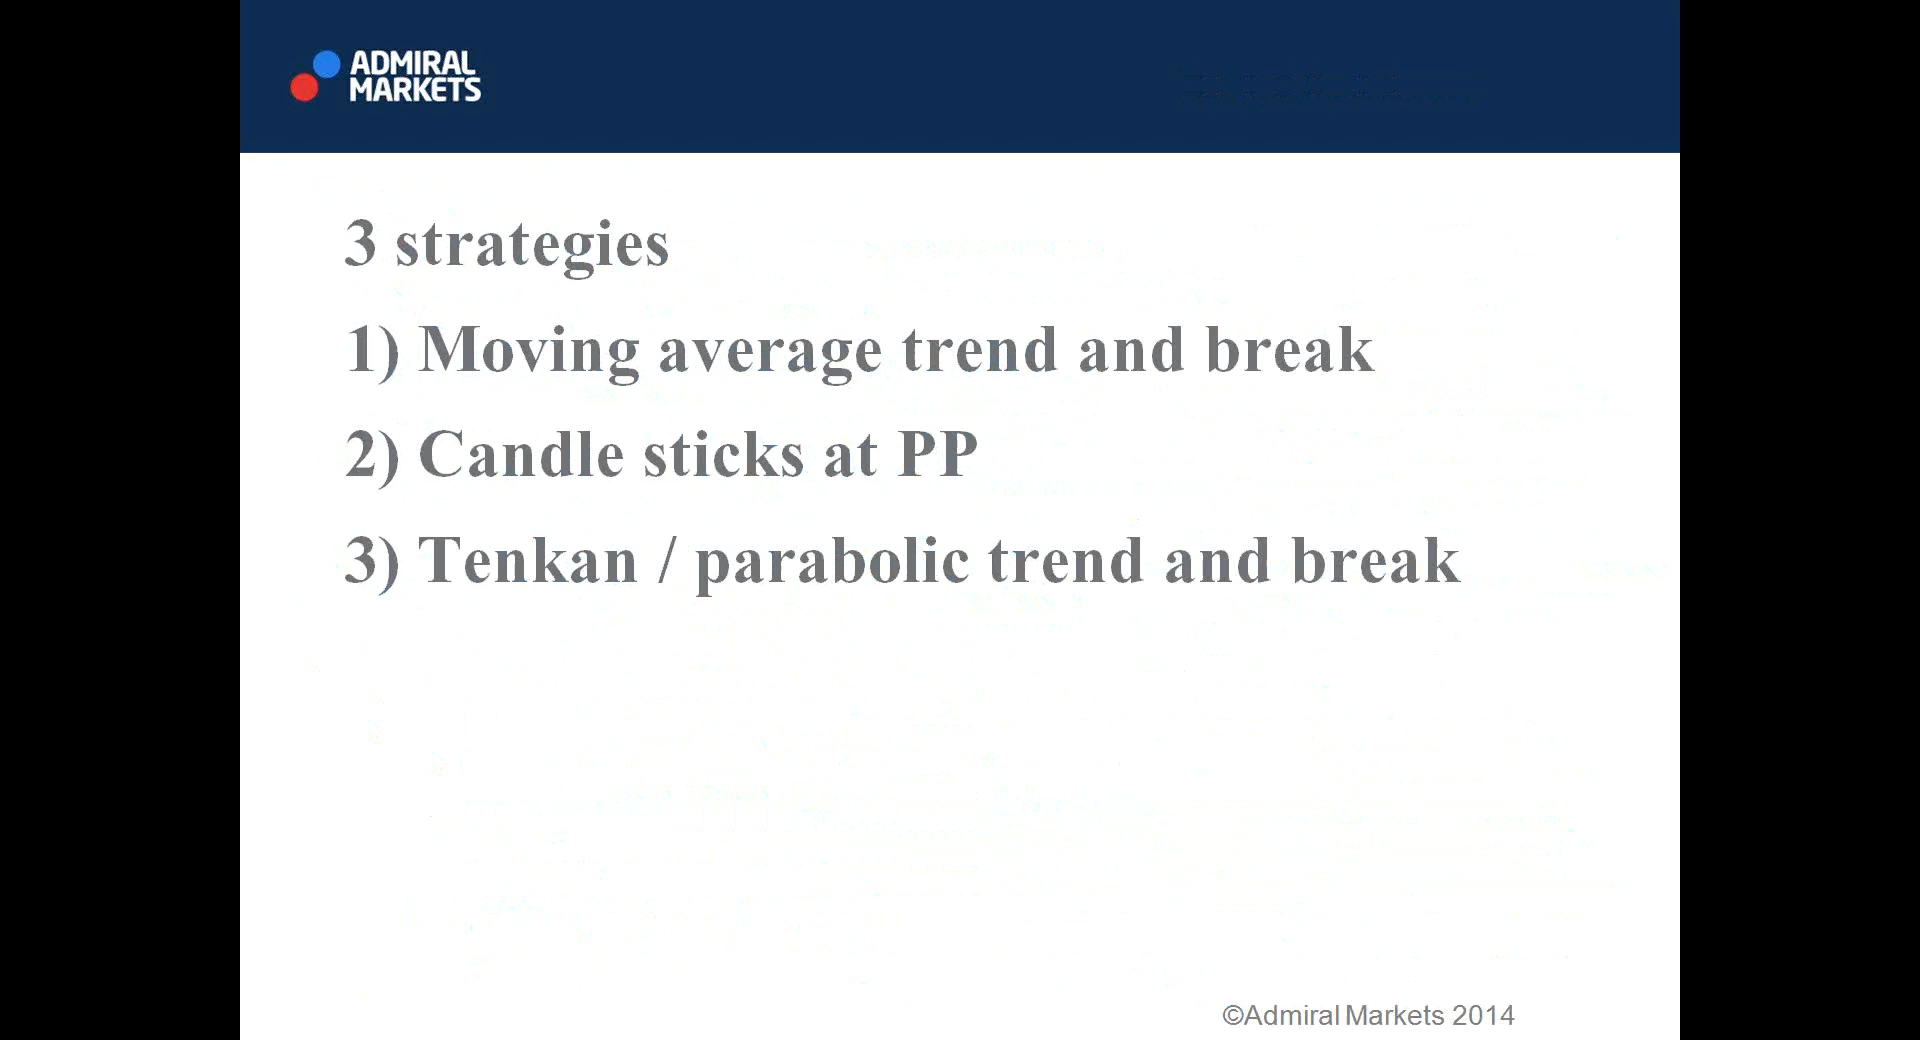 ADMIRAL
MARKETS
3 strategies
1) Moving average trend and break
2) Candle sticks at PP
3) Tenkan / parabolic trend and break
©Admiral Markets 2014